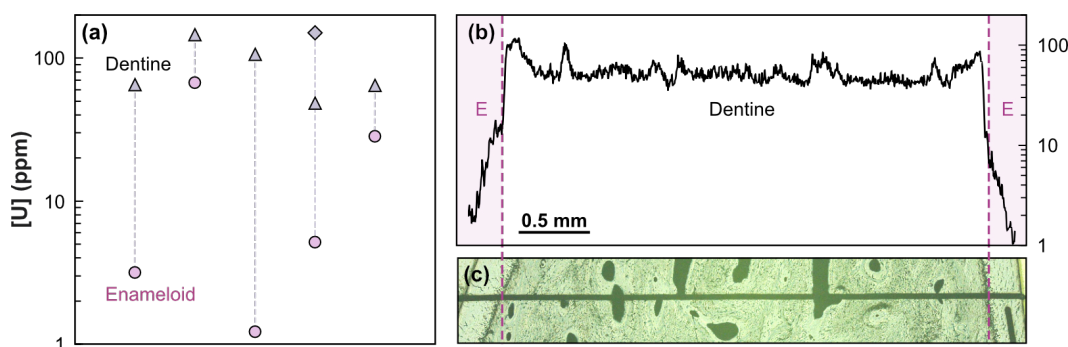 (a)
100
Dentine
10
Enameloid
1
[U] (ppm)
(b)
100
E
Dentine
E
10
0.5 mm
1
(c)